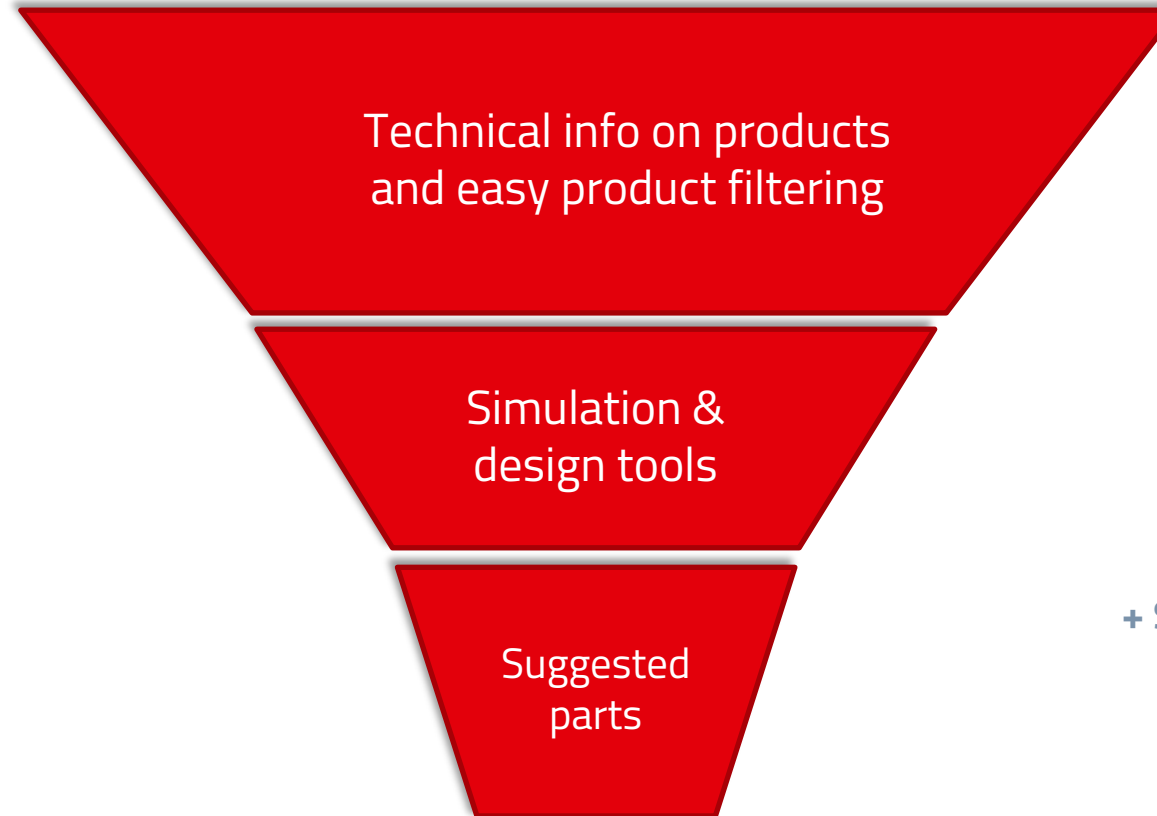 Technical info on products
and easy product filtering
Simulation &
design tools
+
Suggested
parts